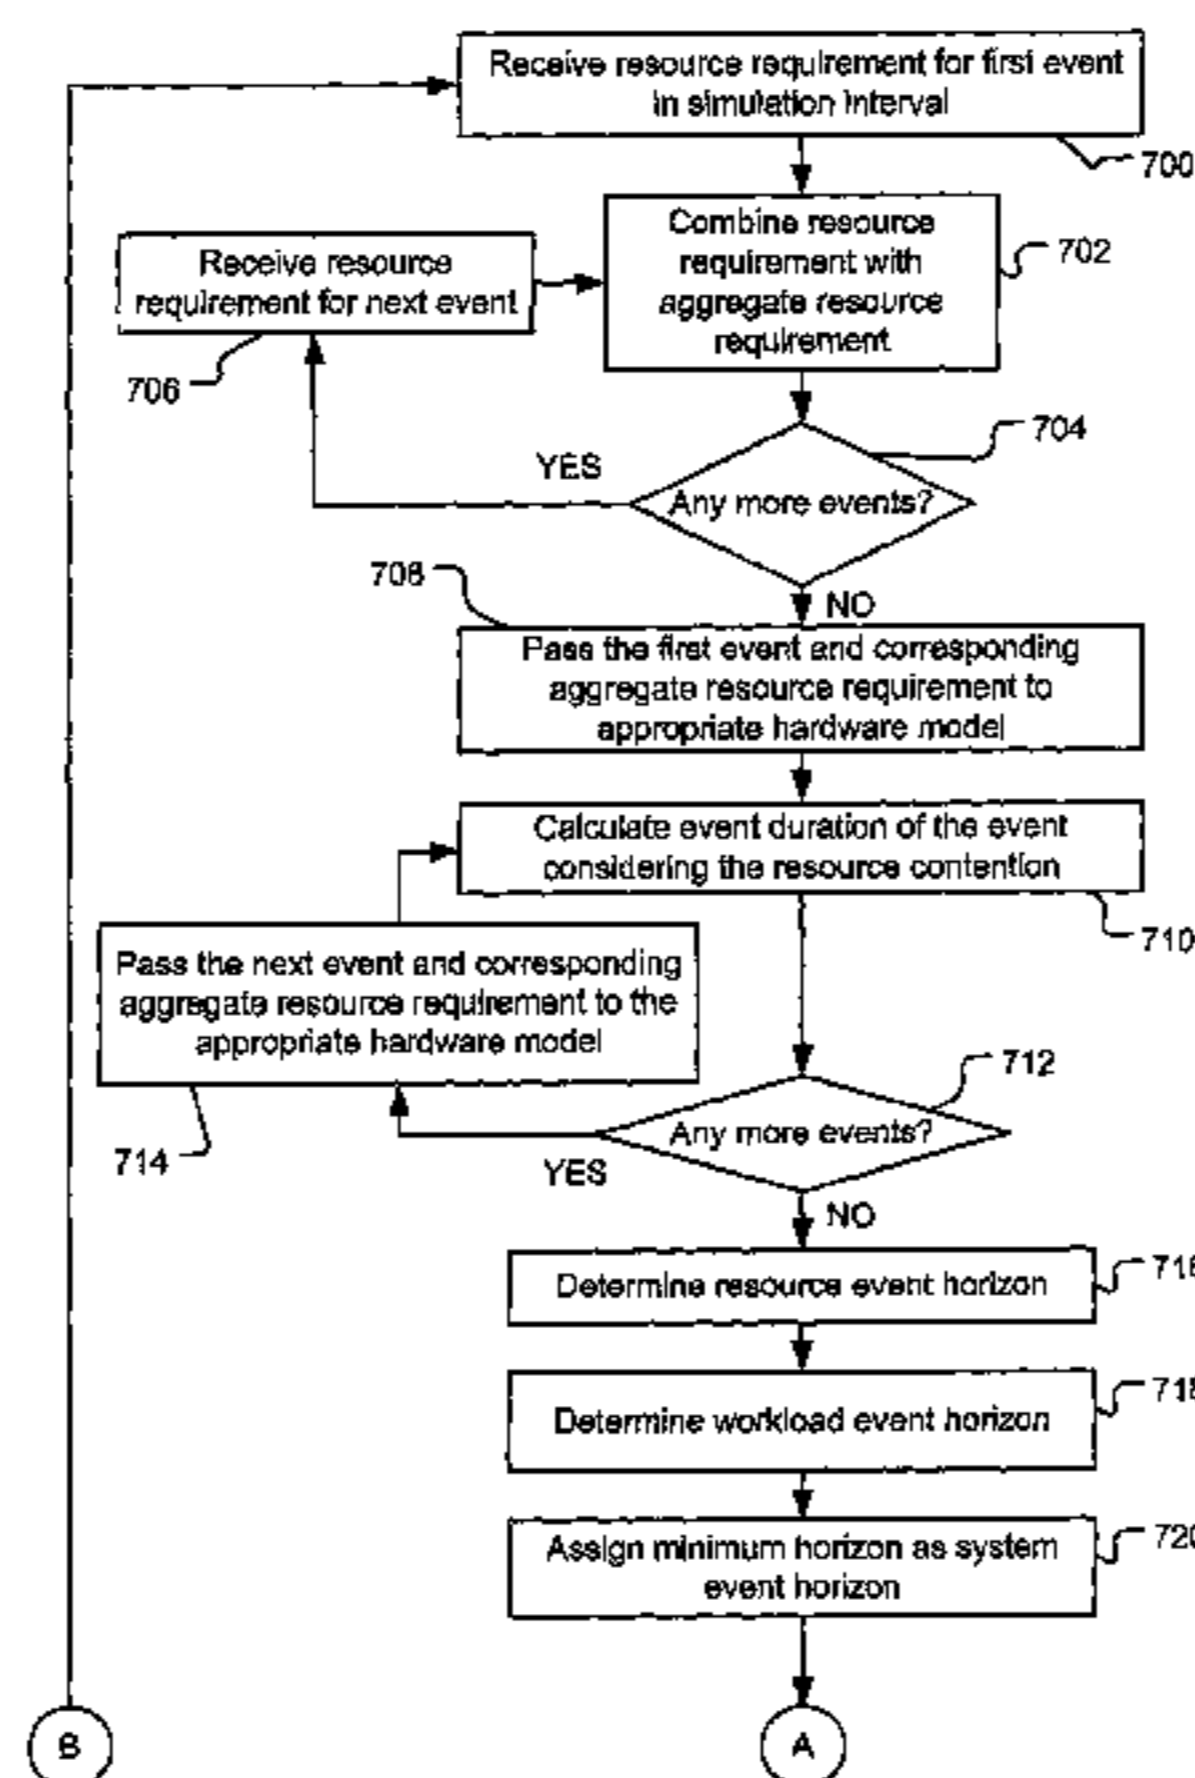 Receive resource requirement for first event
in simulation interval
700
Combine resource
requirement with
aggregate resource
requirement
702
Receive resource
requirement for next event
706
704
YES
Any more events?
708
NO
Pass the first event and corresponding
aggregate resource requirement to
appropriate hardware model
Calculate event duration of the event
considering the resource contention
710
Pass the next event and corresponding
aggregate resource requirement to the
appropriate hardware model
712
Any more events?
714
YES
NO
716
Determine resource event horizon
718
Determine workload event horizon
720
Assign minimum horizon as system
event horizon
B
A